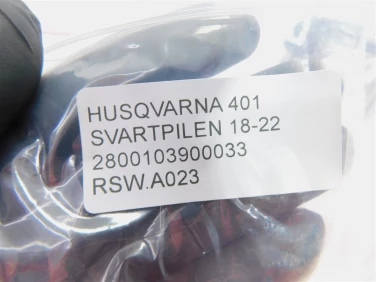 HUSQVARNA 401
SVARTPILEN 18-22
2800103900033
RSW.A023